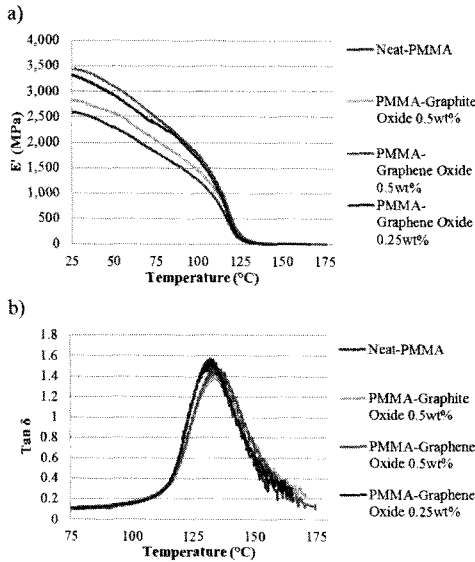 a)
4,000
3,500
3,000
2,500
2,000
1,500
1,000
500
0
E' (MPa)
25 50 75 100 125 150 175
Temperature (°C)
Neat-PMMA
PMMA-Graphite
Oxide 0.5wt%
PMMA-
Graphene Oxide
0.5wt%
PMMA-
Graphene Oxide
0.25wt%
b)
1.8
1.6
1.4
1.2
1
0.8
0.6
0.4
0.2
0
Tan δ
75 100 125 150 175
Temperature (°C)
Neat-PMMA
PMMA-Graphite
Oxide 0.5wt%
PMMA-Graphene
Oxide 0.5wt%
PMMA-Graphene
Oxide 0.25wt%